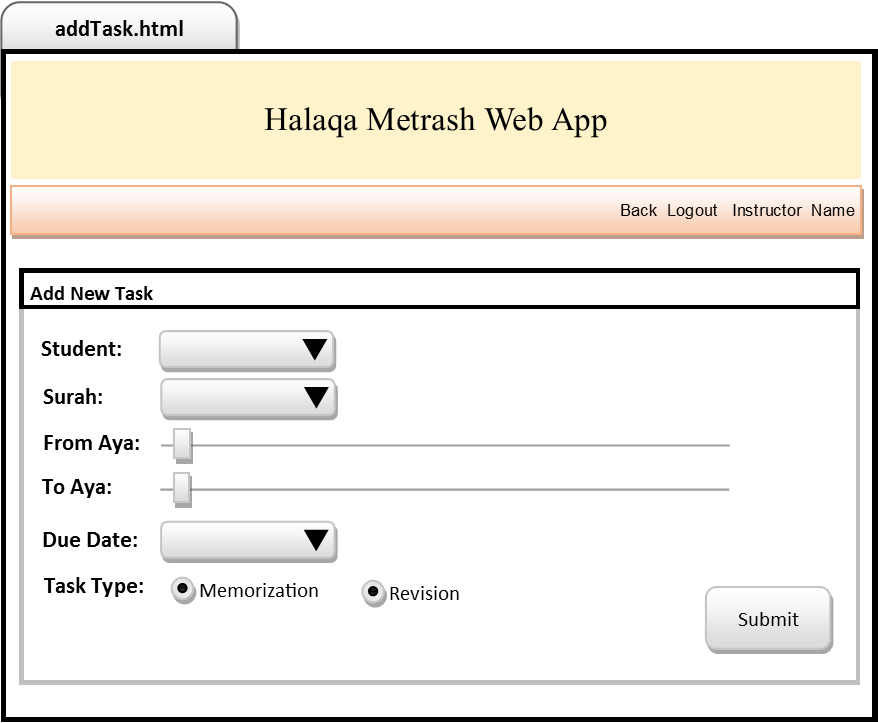 addTask.html
Halaqa Metrash Web App
Back Logout Instructor Name
Add New Task
Student:
Surah:
From Aya:
To Aya:
Due Date:
Task Type: Memorization Revision
Submit